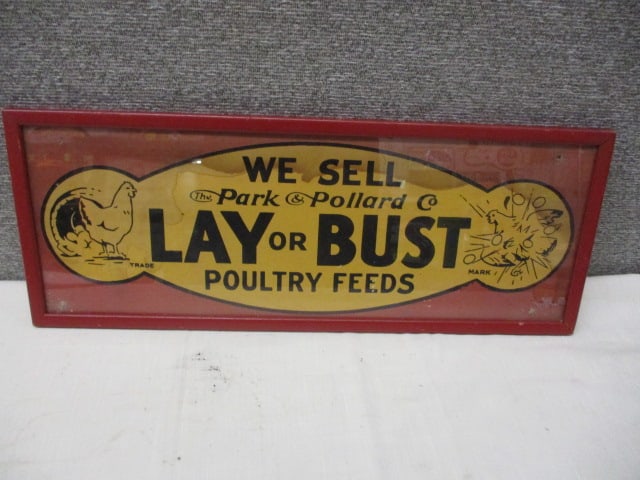 WE SELL
The Park & Pollard Co
LAY OR BUST
POULTRY FEEDS
TRADE MARK